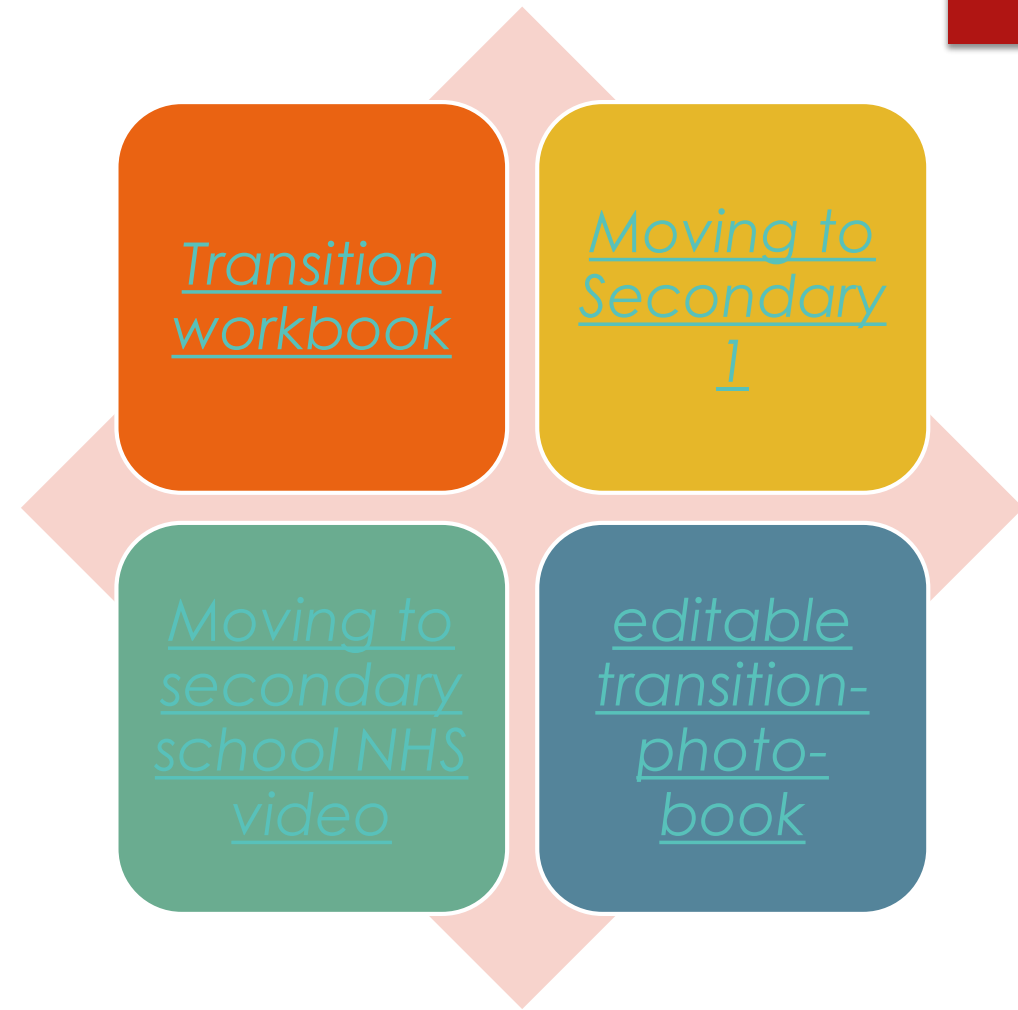 Transition
workbook
Moving to
Secondary
1
Moving to
secondary
school NHS
video
editable
transition-
photo-
book